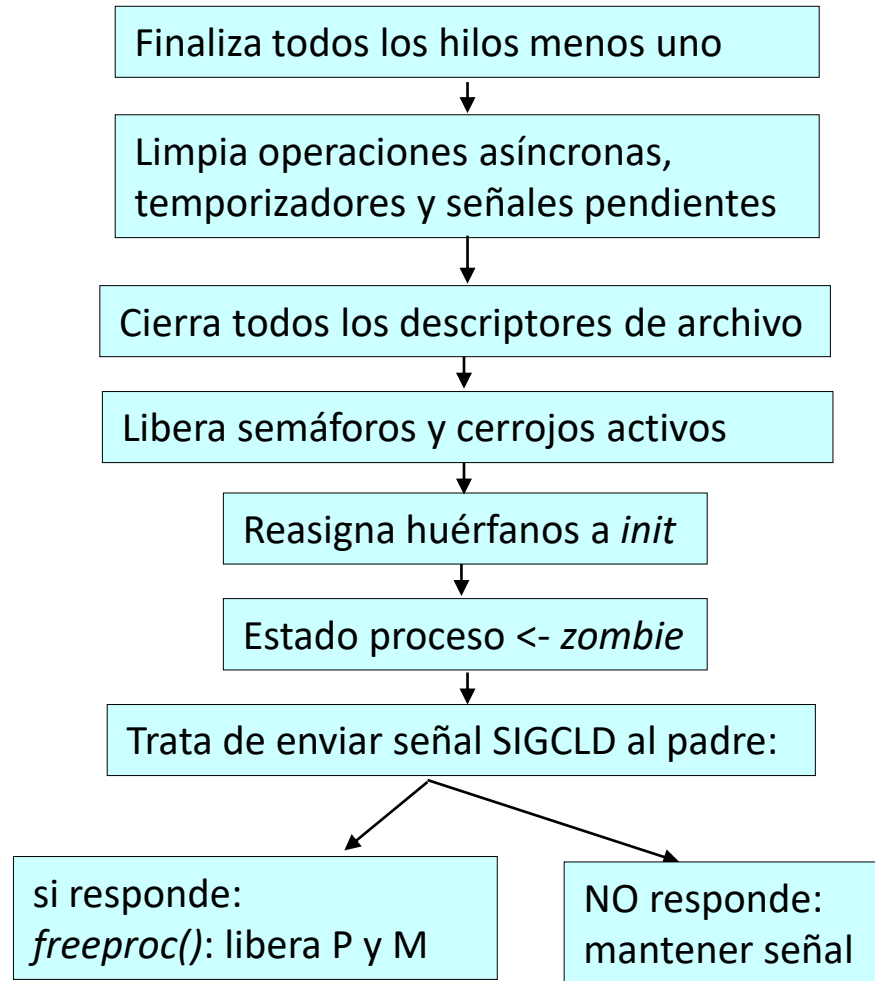 Finaliza todos los hilos menos uno
Limpia operaciones asíncronas,
temporizadores y señales pendientes
Cierra todos los descriptores de archivo
Libera semáforos y cerrojos activos
Reasigna huérfanos a init
Estado proceso <- zombie
Trata de enviar señal SIGCLD al padre:
si responde:
freeproc(): libera P y M
NO responde:
mantener señal